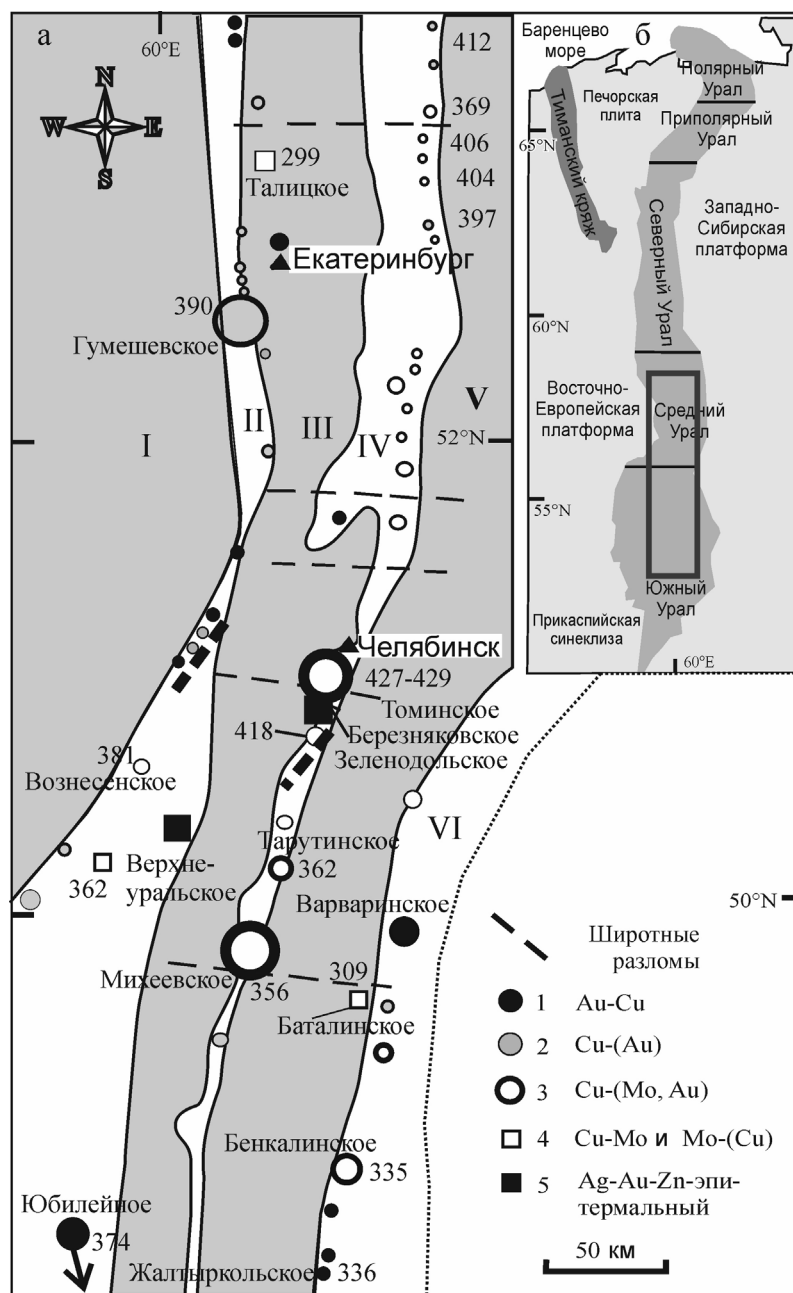 а
60°E
N
W
E
S
412
369
406
299
404
Талицкое
397
Екатеринбург
390
Гумешевское
V
II
III
52°N
I
IV
Челябинск
427-429
Томинское
418
Березняковское
Зеленодольское
381
Вознесенское
VI
Тарутинское
Верхне-
уральское
362
362
50°N
Варваринское
Михеевское
356
309
Баталинское
Бенкалинское
335
Юбилейное
374
Жалтыркольское
336
Широтные
разломы
1 Au-Cu
2 Cu-(Au)
3 Cu-(Mo, Au)
4 Cu-Mo и Mo-(Cu)
5 Ag-Au-Zn-эпи-
термальный
50 км
б
Баренцево
море
Полярный
Урал
Печорская
плита
Приполярный
Урал
65°N
Тиманский кряж
Северный Урал
Западно-
Сибирская
платформа
60°N
Восточно-
Европейская
платформа
Средний
Урал
55°N
Южный
Урал
Прикаспийская
синеклиза
60°E